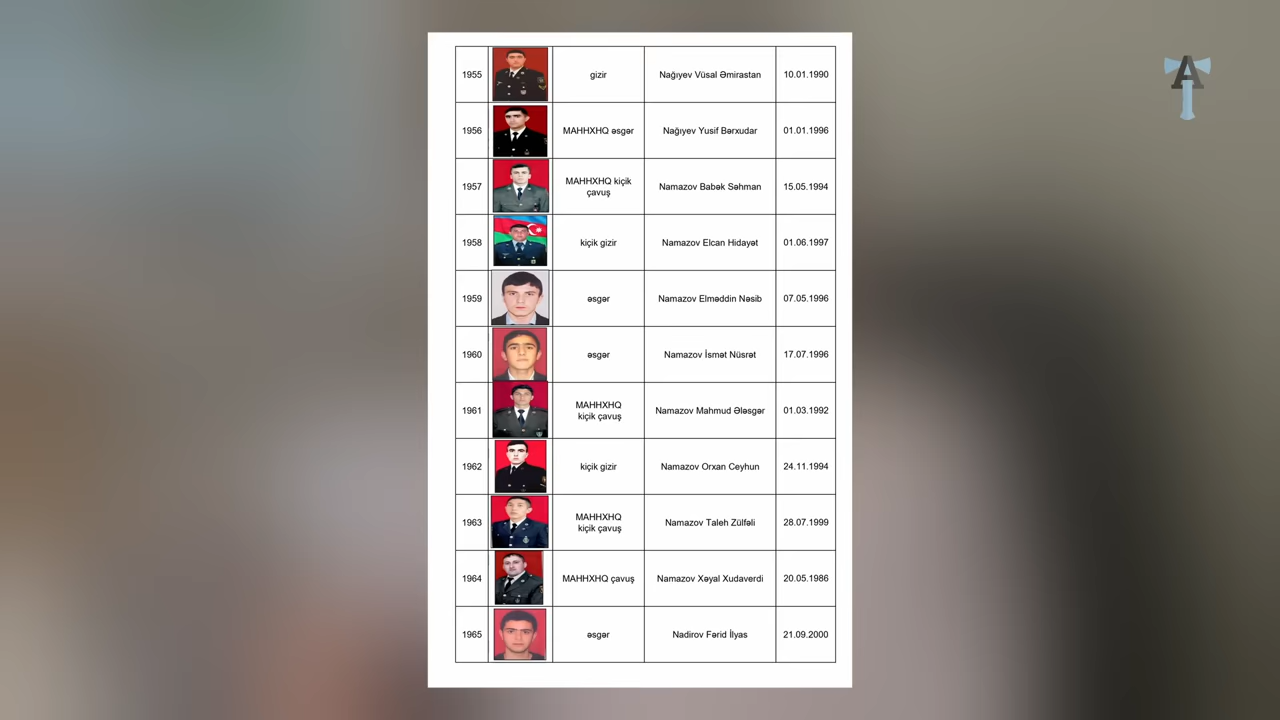 1955 gizir Nağıyev Vüsal Əmirastan 10.01.1990
1956 MAHHXHQ əsgər Nağıyev Yusif Bərxudar 01.01.1996
1957 MAHHXHQ kiçik çavuş Namazov Babək Səhman 15.05.1994
1958 kiçik gizir Namazov Elcan Hidayət 01.06.1997
1959 əsgər Namazov Elməddin Nəsib 07.05.1996
1960 əsgər Namazov İsmət Nüsrət 17.07.1996
1961 MAHHXHQ kiçik çavuş Namazov Mahmud Ələsgər 01.03.1992
1962 kiçik gizir Namazov Orxan Ceyhun 24.11.1994
1963 MAHHXHQ kiçik çavuş Namazov Taleh Zülfəli 28.07.1999
1964 MAHHXHQ çavuş Namazov Xəyal Xudaverdi 20.05.1986
1965 əsgər Nadirov Fərid İlyas 21.09.2000
A